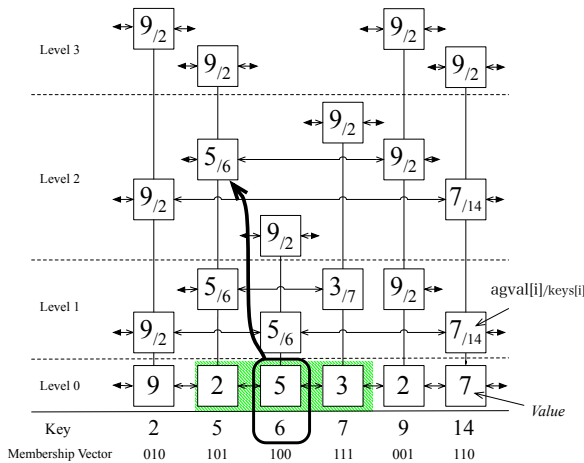 9/2 9/2
Level 3 9/2 9/2
9/2
5/6 9/2
Level 2
9/2 7/14
9/2
5/6 3/7 9/2 agval[i]/keys[i]
Level 1
9/2 5/6 7/14
Level 0 9 2 5 3 2 7
Value
Key 2 5 6 7 9 14
Membership Vector 010 101 100 111 001 110